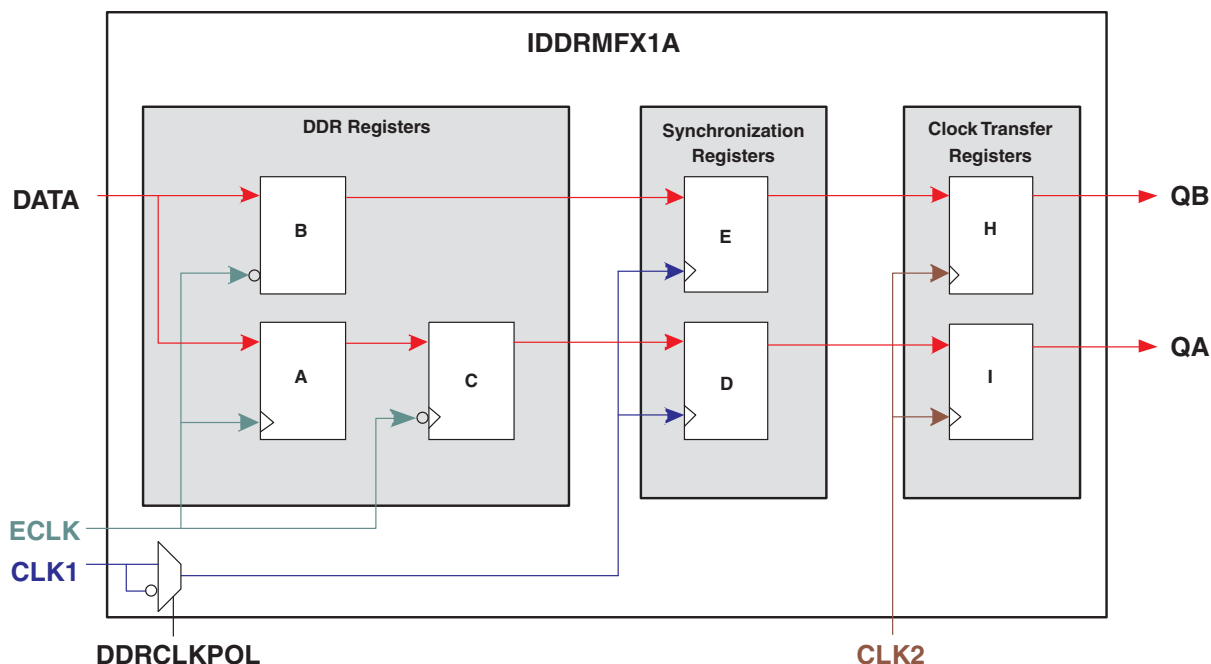 IDDRMFX1A
DDR Registers
Synchronization
Registers
Clock Transfer
Registers
DATA
B
E
H
QB
A
C
D
I
QA
ECLK
CLK1
DDRCLKPOL
CLK2